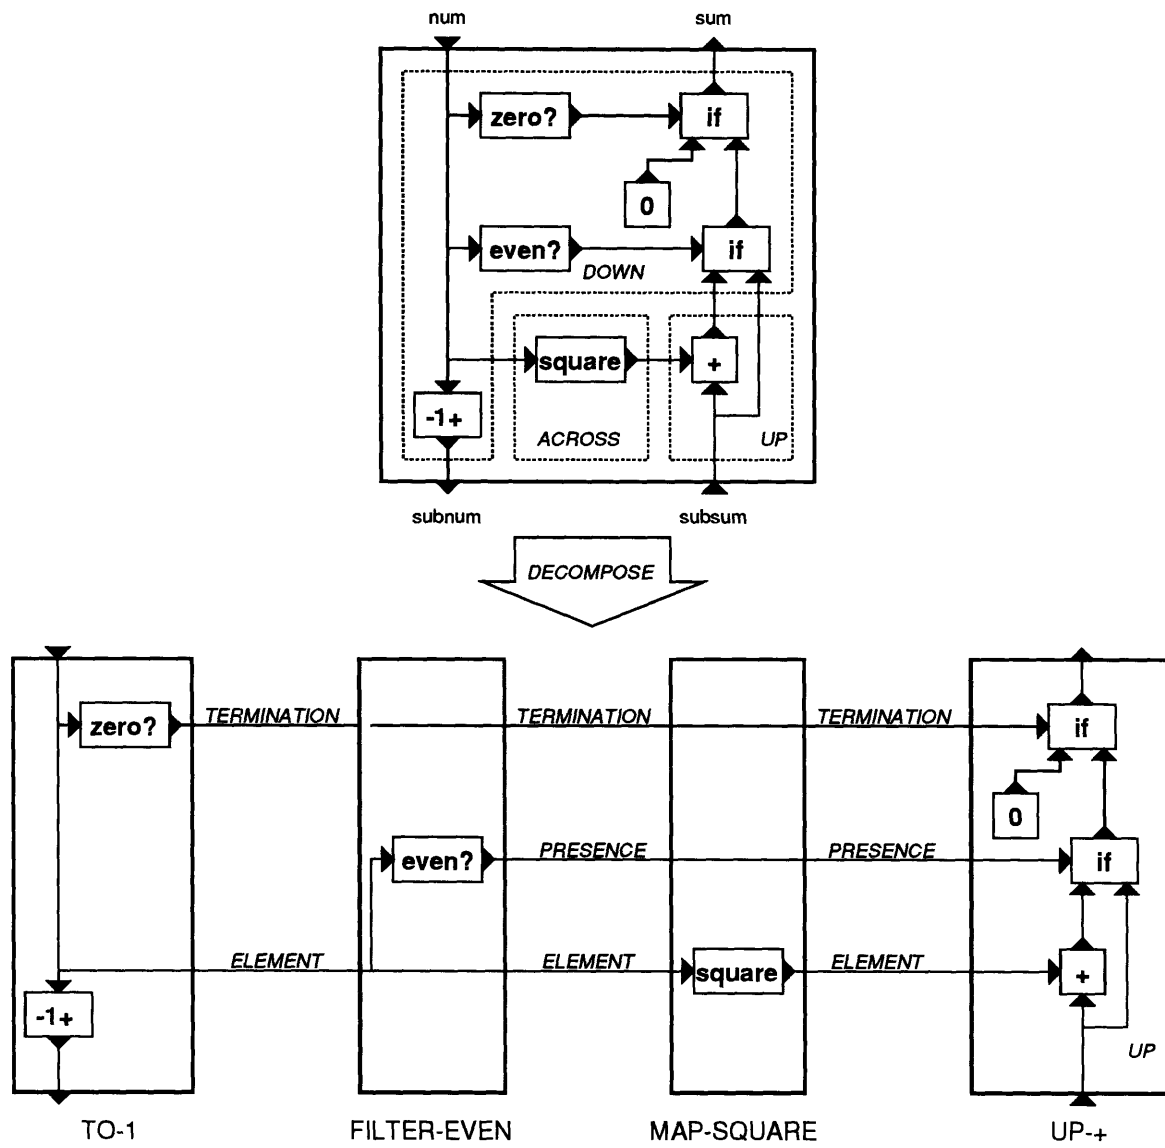 num sum
zero? if
0
even? if
DOWN
square +
-1+
ACROSS UP
subnum subsum
DECOMPOSE
TERMINATION TERMINATION TERMINATION
zero? if
0
PRESENCE PRESENCE
even? if
ELEMENT ELEMENT ELEMENT
square +
-1+
UP
TO-1 FILTER-EVEN MAP-SQUARE UP-+